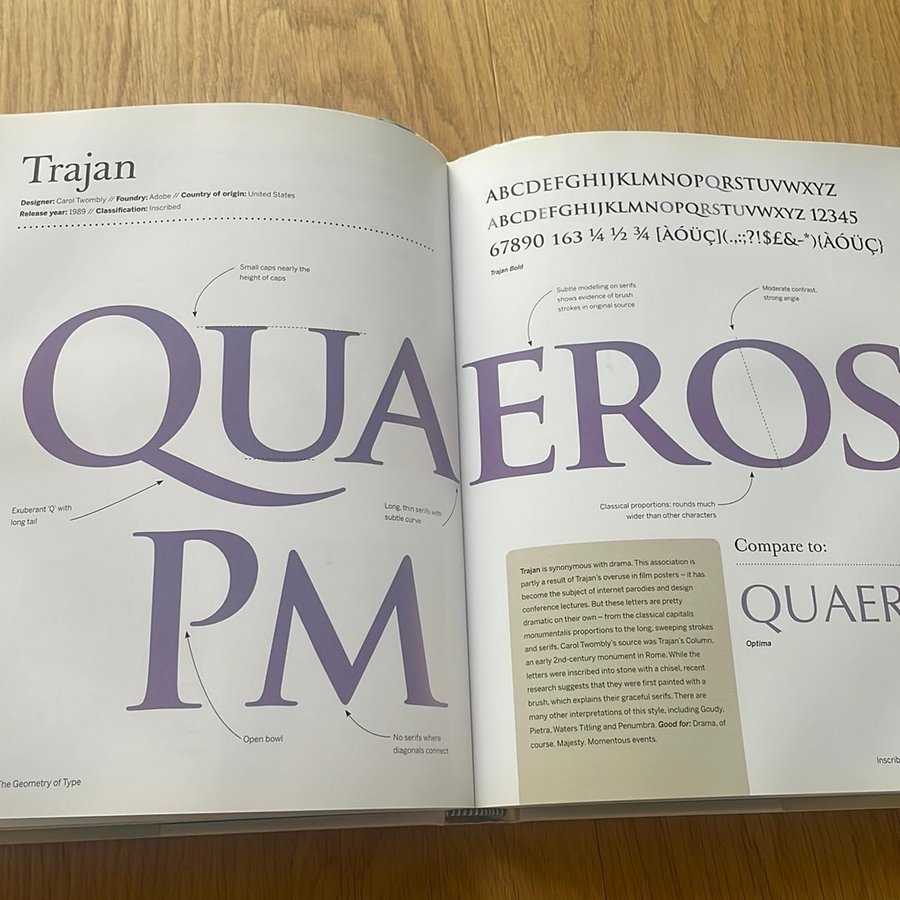 Trajan
Designer: Carol Twombly // Foundry: Adobe // Country of origin: United States
Release year: 1989 // Classification: Inscribed
Small caps nearly the
height of caps
QUA
Exuberant 'Q' with
long tail
Long, thin serifs with
subtle curve
PM
Open bowl
No serifs where
diagonals connect
The Geometry of Type
ABCDEFGHIJKLMNOPQRSTUVWXYZ
ABCDEFGHIJKLMNOPQRSTUVWXYZ 12345
67890 163 ¼ ½ ¾ [ÀÓÜÇ](.,:;?!$£&-*){ÀÓÜÇ}
Trajan Bold
Subtle modelling on serifs
shows evidence of brush
strokes in original source
Moderate contrast,
strong angle
EROS
Classical proportions: rounds much
wider than other characters
Trajan is synonymous with drama. This association is
partly a result of Trajan's overuse in film posters – it has
become the subject of internet parodies and design
conference lectures. But these letters are pretty
dramatic on their own – from the classical capitalis
monumentalis proportions to the long, sweeping strokes
and serifs. Carol Twombly's source was Trajan's Column,
an early 2nd-century monument in Rome. While the
letters were inscribed into stone with a chisel, recent
research suggests that they were first painted with a
brush, which explains their graceful serifs. There are
many other interpretations of this style, including Goudy,
Pietra, Waters Titling and Penumbra. Good for: Drama, of
course. Majesty. Momentous events.
Compare to:
QUAER
Optima
Inscrib